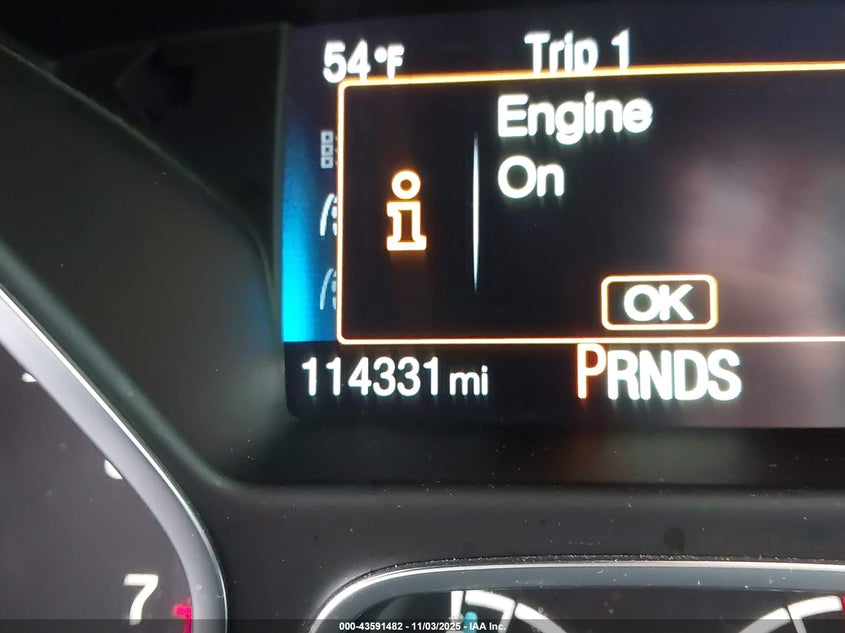 54°F Trip 1
Engine
On
i
OK
114331 mi PRNDS
7
000-43591482 - 11/03/2025 - IAA Inc.